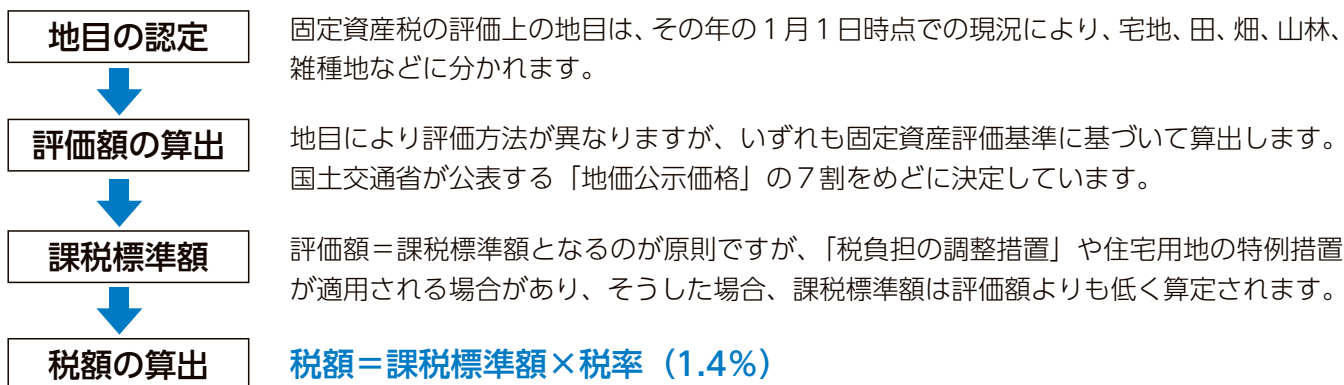 地目の認定
固定資産税の評価上の地目は、その年の１月１日時点での現況により、宅地、田、畑、山林、
雑種地などに分かれます。
評価額の算出
地目により評価方法が異なりますが、いずれも固定資産評価基準に基づいて算出します。
国土交通省が公表する「地価公示価格」の７割をめどに決定しています。
課税標準額
評価額＝課税標準額となるのが原則ですが、「税負担の調整措置」や住宅用地の特例措置
が適用される場合があり、そうした場合、課税標準額は評価額よりも低く算定されます。
税額の算出
税額＝課税標準額×税率（1.4%）